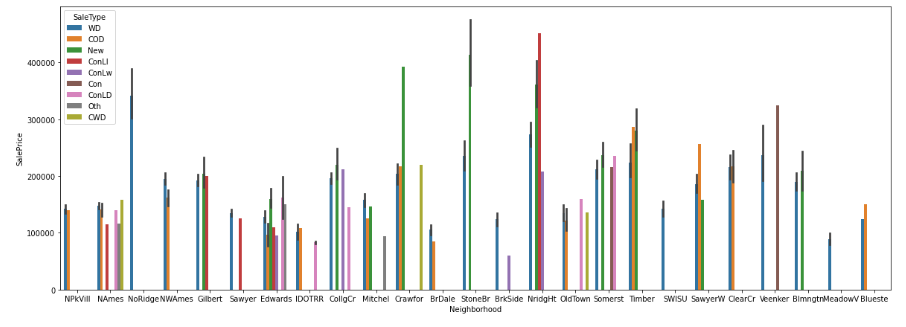 SaleType
WD
COD
New
ConLI
ConLw
Con
ConLD
Oth
CWD
SalePrice
400000
300000
200000
100000
0
NPkVill NAmes NoRidge NWAmes Gilbert Sawyer Edwards IDOTRR CollgCr Mitchel Crawfor BrDale StoneBr BrkSide NridgHt OldTown Somerst Timber SWISU SawyerW ClearCr Veenker Blmngtn MeadowV Blueste
Neighborhood